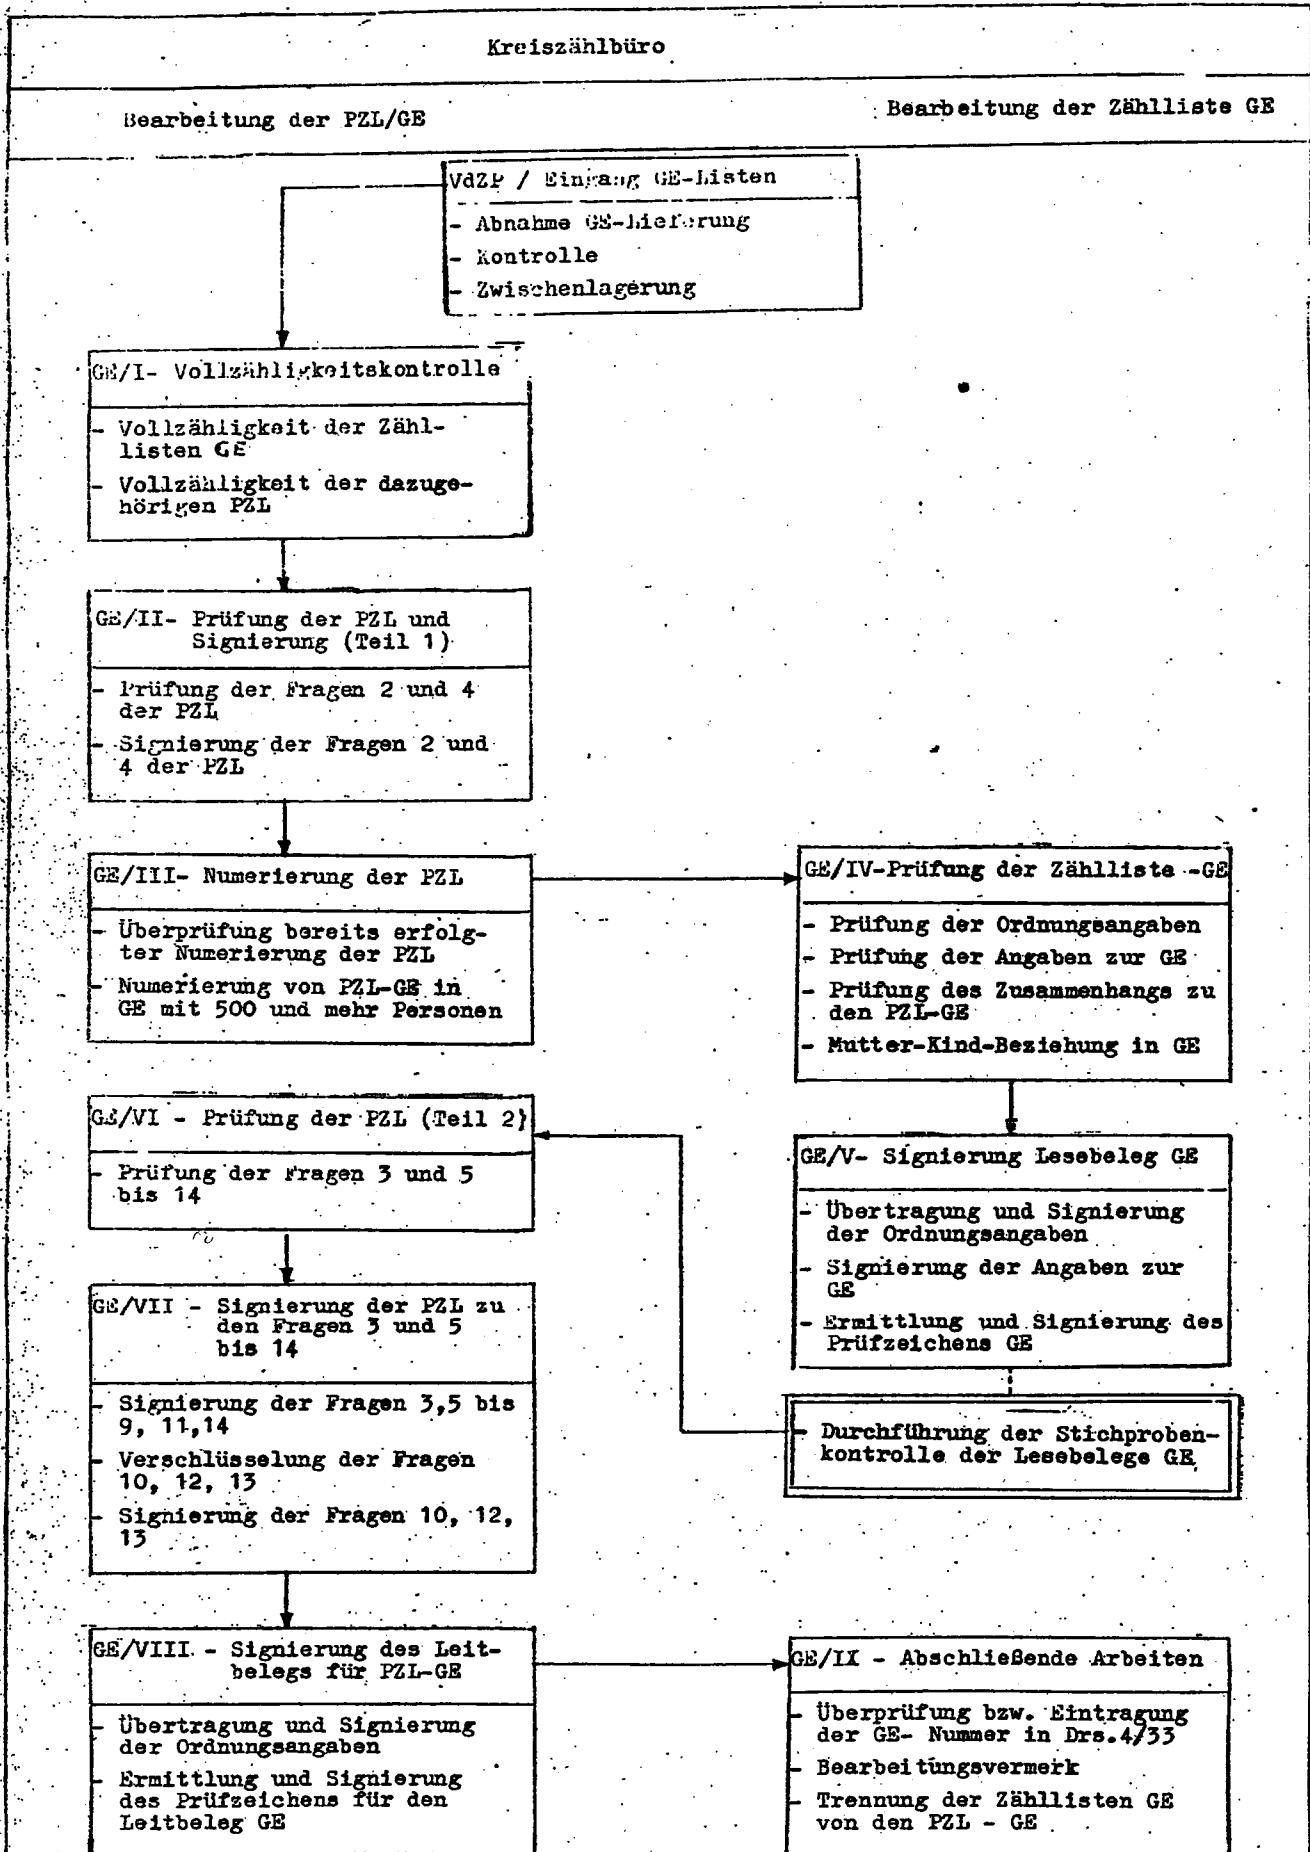 Kreiszählbüro
Bearbeitung der PZL/GE
Bearbeitung der Zählliste GE
VdZP / Eingang GE-Listen
- Abnahme GE-Lieferung
- Kontrolle
- Zwischenlagerung
GE/I- Vollzähligkeitskontrolle
- Vollzähligkeit der Zähl-
listen GE
- Vollzähligkeit der dazuge-
hörigen PZL
GE/II- Prüfung der PZL und
Signierung (Teil 1)
- Prüfung der Fragen 2 und 4
der PZL
- Signierung der Fragen 2 und
4 der PZL
GE/III- Numerierung der PZL
- Überprüfung bereits erfolg-
ter Numerierung der PZL
- Numerierung von PZL-GE in
GE mit 500 und mehr Personen
GE/IV-Prüfung der Zählliste -GE
- Prüfung der Ordnungsangaben
- Prüfung der Angaben zur GE
- Prüfung des Zusammenhangs zu
den PZL-GE
- Mutter-Kind-Beziehung in GE
GE/V- Signierung Lesebeleg GE
- Übertragung und Signierung
der Ordnungsangaben
- Signierung der Angaben zur
GE
- Ermittlung und Signierung des
Prüfzeichens GE
- Durchführung der Stichproben-
kontrolle der Lesebelege GE
GE/VI - Prüfung der PZL (Teil 2)
- Prüfung der Fragen 3 und 5
bis 14
GE/VII - Signierung der PZL zu
den Fragen 3 und 5
bis 14
- Signierung der Fragen 3,5 bis
9, 11,14
- Verschlüsselung der Fragen
10, 12, 13
- Signierung der Fragen 10, 12,
13
GE/VIII - Signierung des Leit-
belegs für PZL-GE
- Übertragung und Signierung
der Ordnungsangaben
- Ermittlung und Signierung
des Prüfzeichens für den
Leitbeleg GE
GE/IX - Abschließende Arbeiten
- Überprüfung bzw. Eintragung
der GE- Nummer in Drs.4/33
- Bearbeitungsvermerk
- Trennung der Zähllisten GE
von den PZL - GE